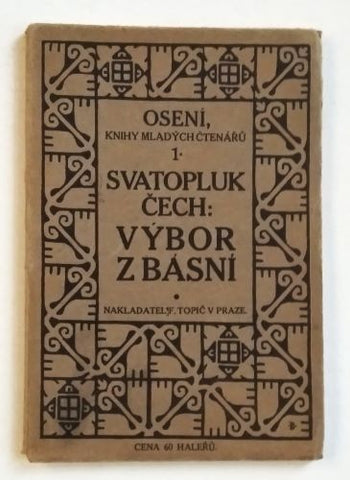 OSENÍ,
KNIHY MLADÝCH ČTENÁŘŮ
1.
SVATOPLUK
ČECH:
VÝBOR
Z BÁSNÍ
NAKLADATEL F. TOPIČ V PRAZE.
CENA 60 HALÉŘŮ.